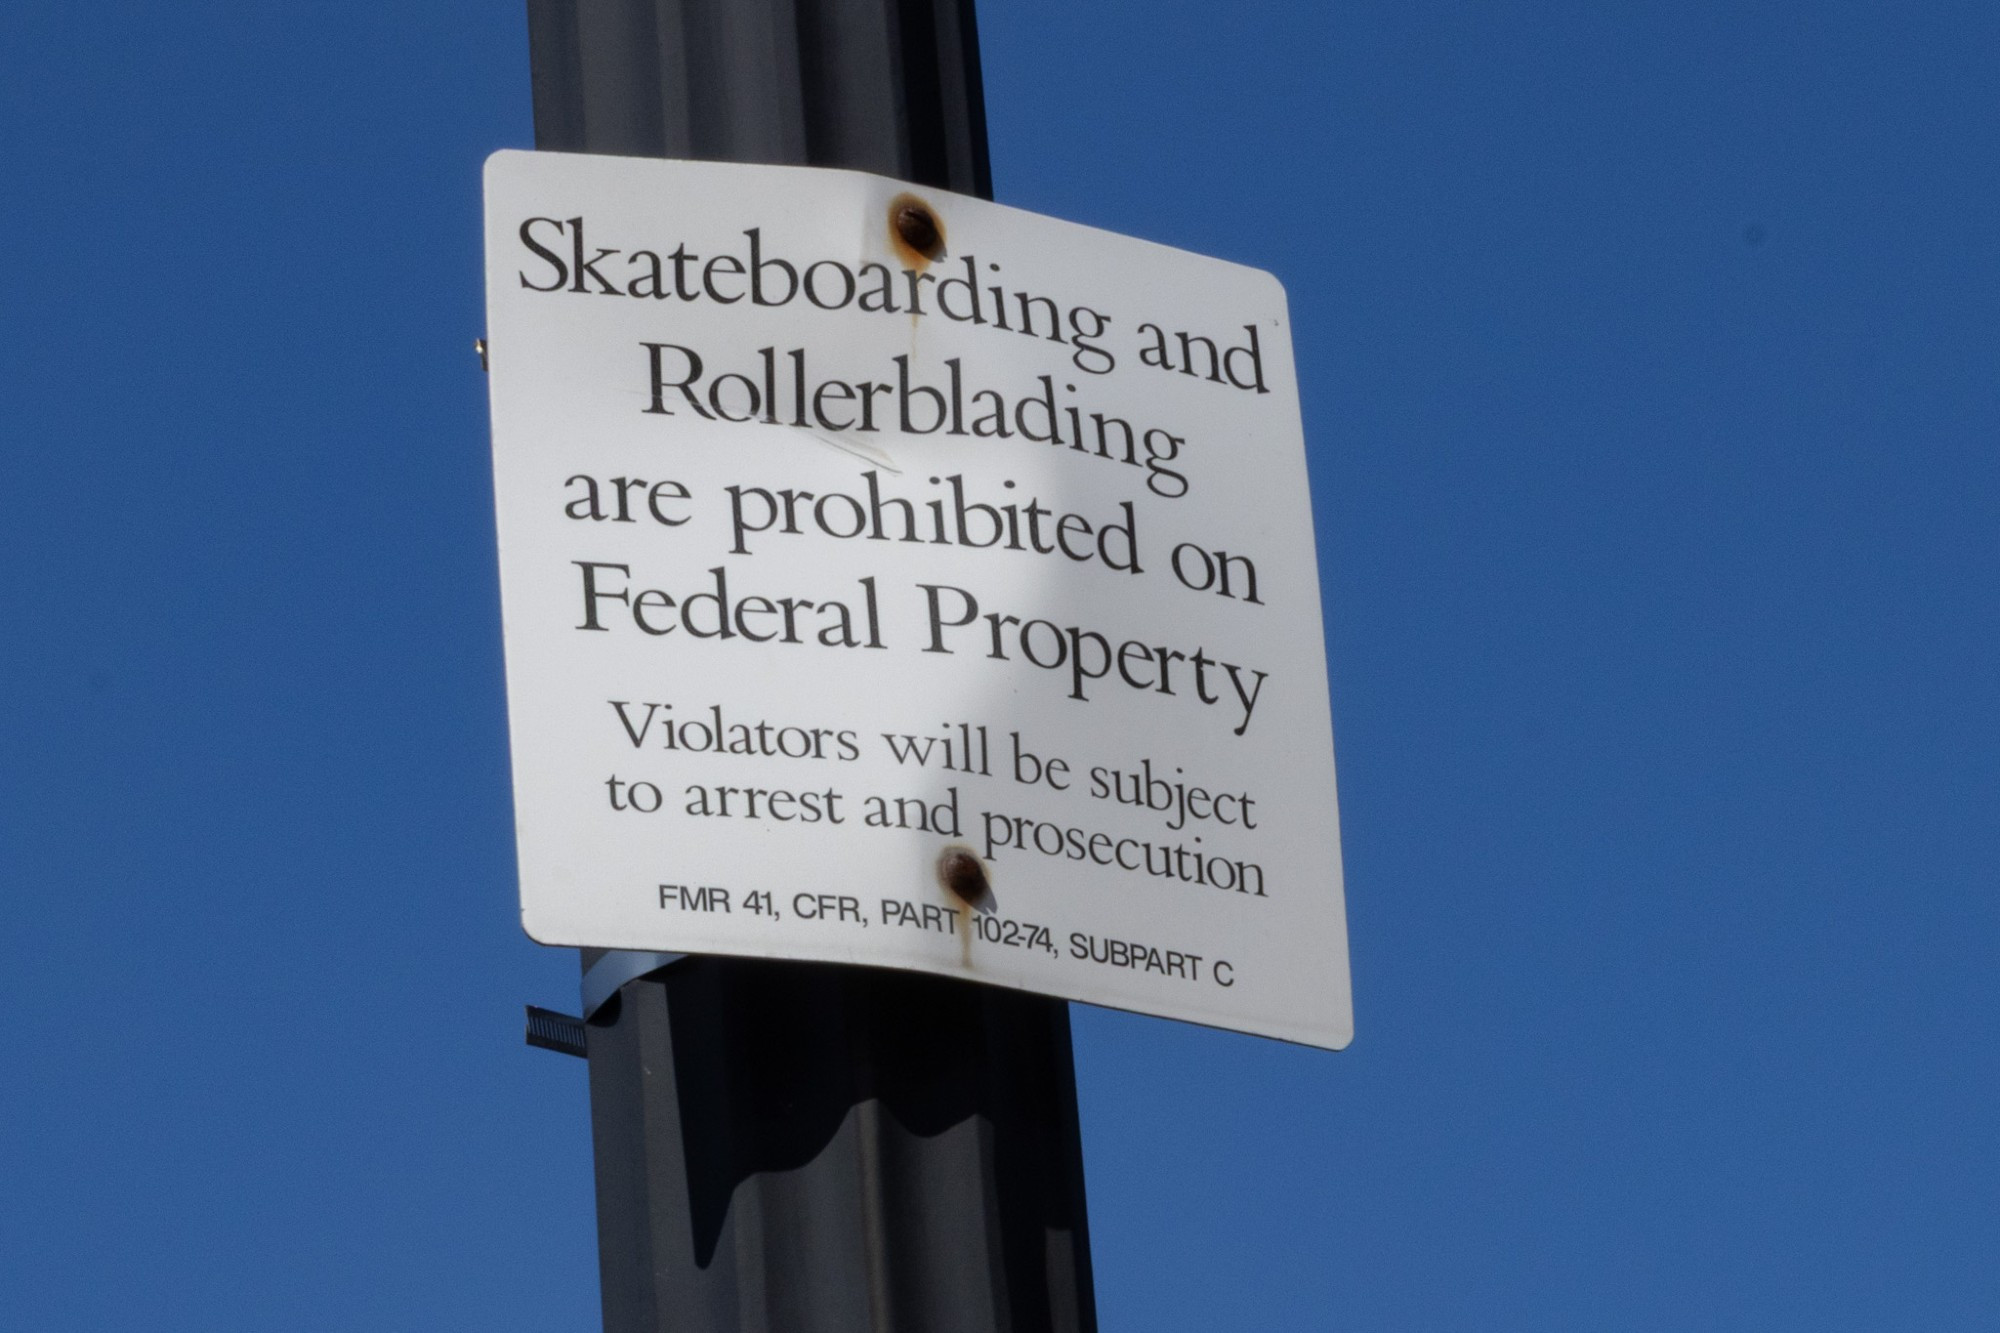 Skateboarding and
Rollerblading
are prohibited on
Federal Property
Violators will be subject
to arrest and prosecution
FMR 41, CFR, PART 102-74, SUBPART C